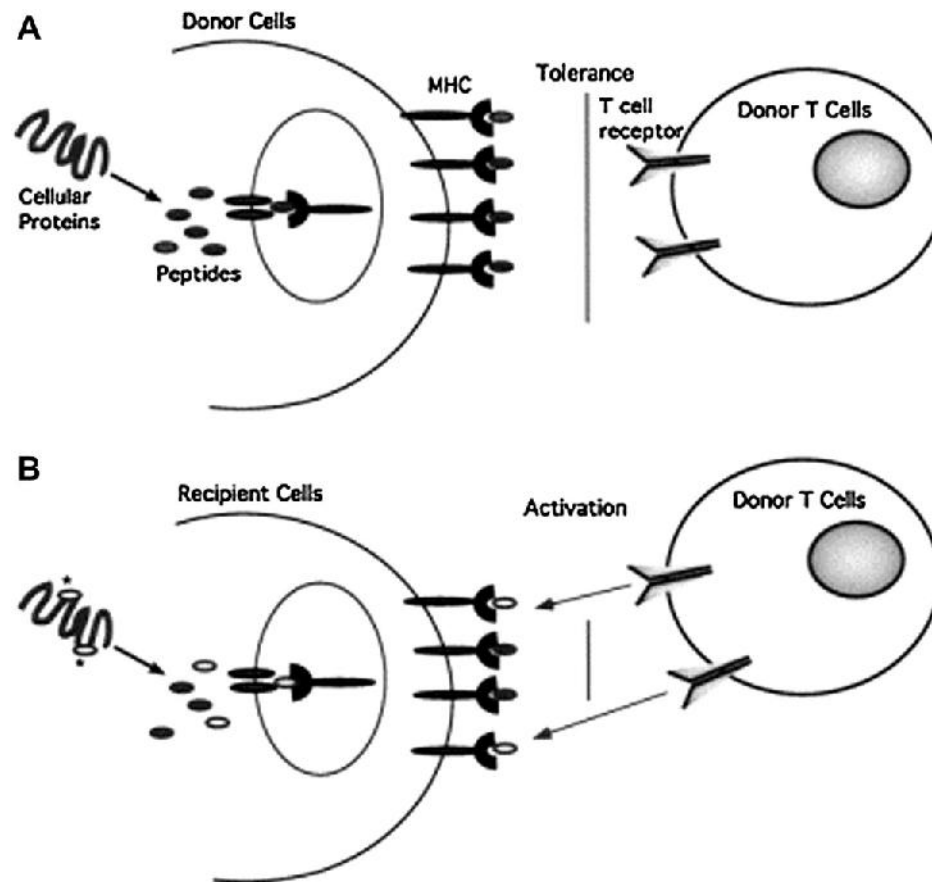 A
Donor Cells
MHC
Tolerance
T cell
receptor
Donor T Cells
Cellular
Proteins
Peptides
B
Recipient Cells
Activation
Donor T Cells
*
*